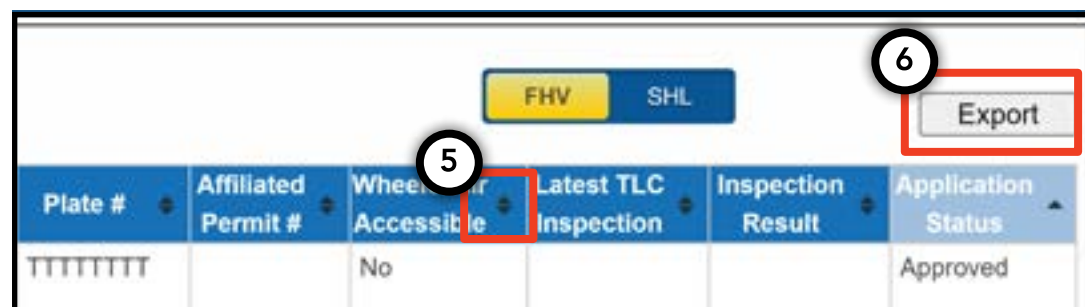 6
FHV SHL
Export
5
Plate # Affiliated Permit # Accessible Latest TLC Inspection Inspection Result Application Status
TTTTTTTT No Approved